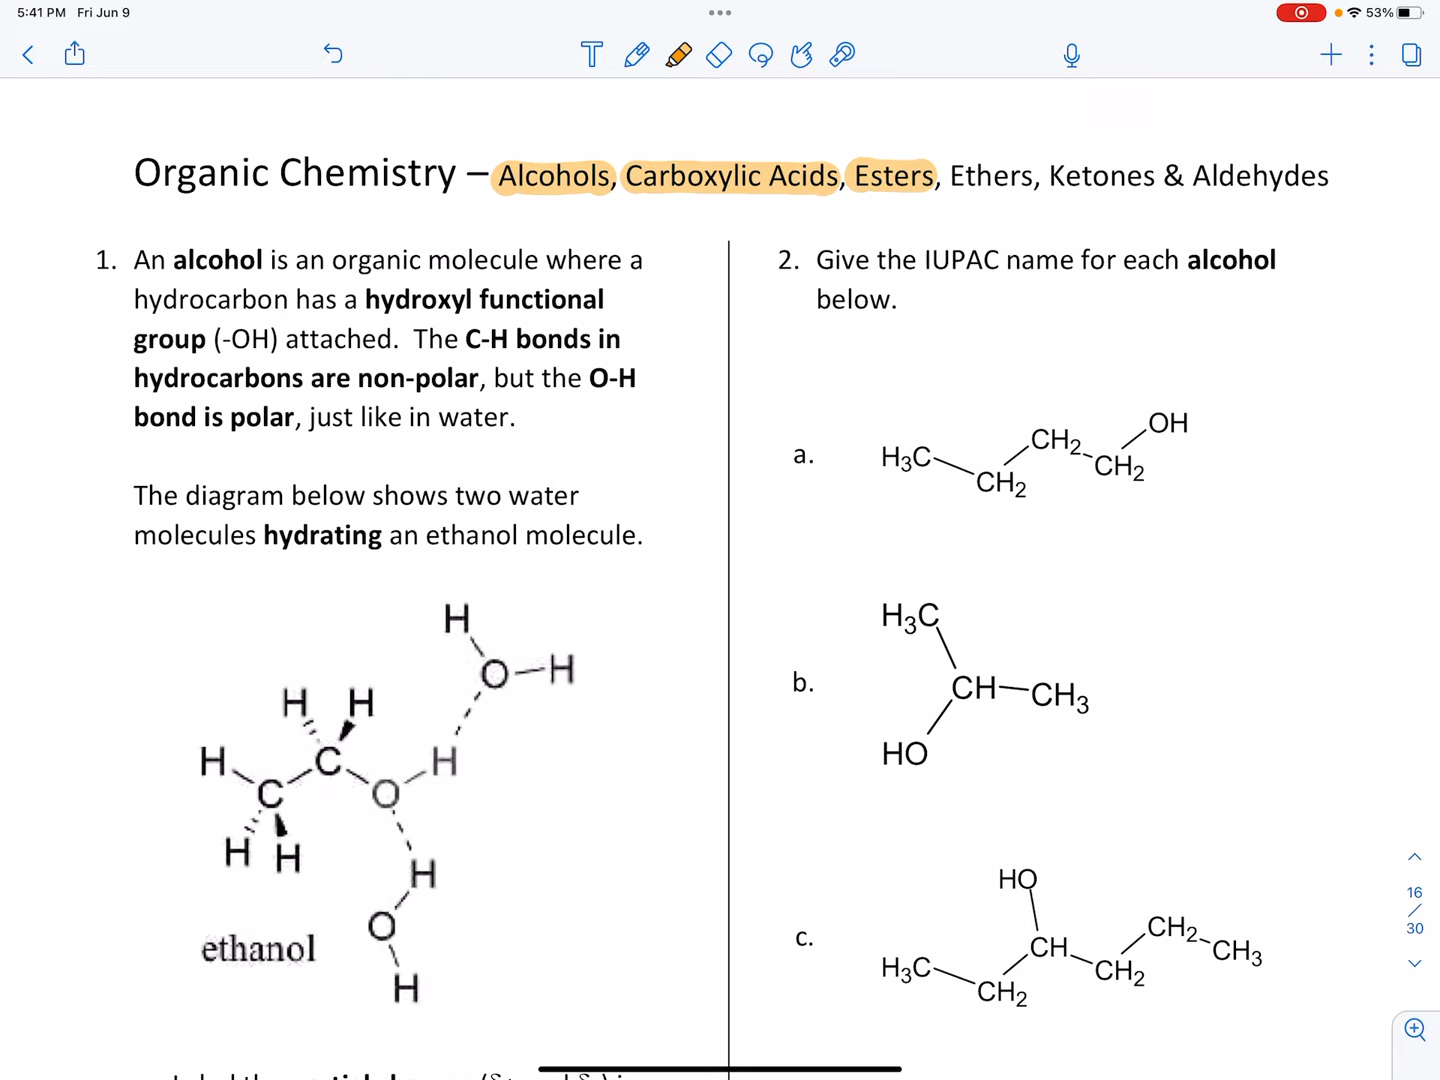 5:41 PM Fri Jun 9
53%
Organic Chemistry – Alcohols, Carboxylic Acids, Esters, Ethers, Ketones & Aldehydes
1. An alcohol is an organic molecule where a
hydrocarbon has a hydroxyl functional
group (-OH) attached. The C-H bonds in
hydrocarbons are non-polar, but the O-H
bond is polar, just like in water.
The diagram below shows two water
molecules hydrating an ethanol molecule.
H
O H
H H
H C H
C O
H H H
O
ethanol
H
2. Give the IUPAC name for each alcohol
below.
a. H3C CH2 CH2 CH2 OH
b. H3C CH CH3 HO
c. H3C CH2 CH HO CH2 CH2 CH3
16
/
30